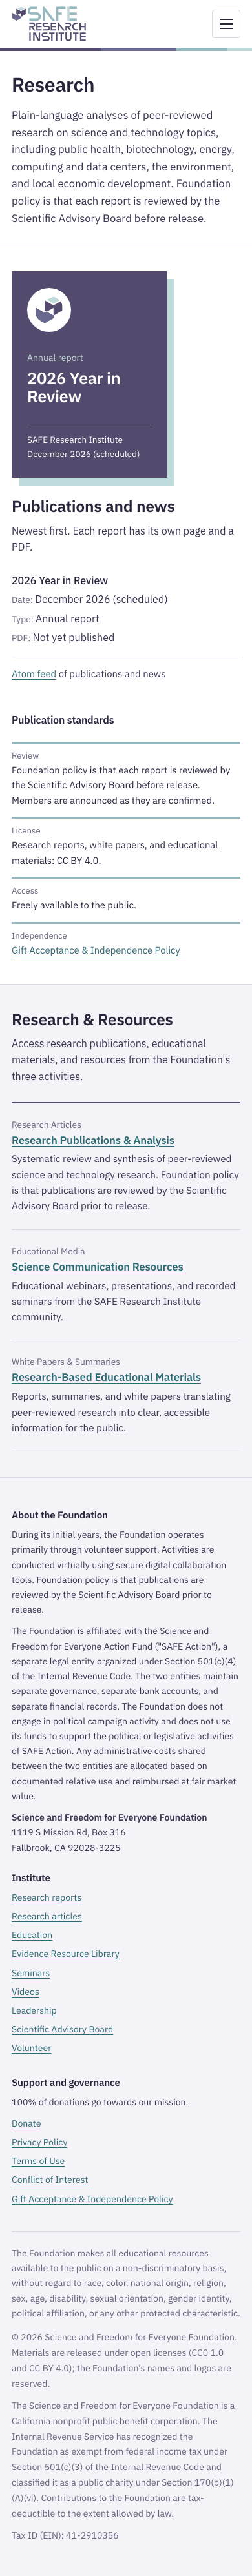 SAFE
RESEARCH
INSTITUTE
Research
Plain-language analyses of peer-reviewed
research on science and technology topics,
including public health, biotechnology, energy,
computing and data centers, the environment,
and local economic development. Foundation
policy is that each report is reviewed by the
Scientific Advisory Board before release.
Annual report
2026 Year in
Review
SAFE Research Institute
December 2026 (scheduled)
Publications and news
Newest first. Each report has its own page and a
PDF.
2026 Year in Review
Date: December 2026 (scheduled)
Type: Annual report
PDF: Not yet published
Atom feed of publications and news
Publication standards
Review
Foundation policy is that each report is reviewed by
the Scientific Advisory Board before release.
Members are announced as they are confirmed.
License
Research reports, white papers, and educational
materials: CC BY 4.0.
Access
Freely available to the public.
Independence
Gift Acceptance & Independence Policy
Research & Resources
Access research publications, educational
materials, and resources from the Foundation's
three activities.
Research Articles
Research Publications & Analysis
Systematic review and synthesis of peer-reviewed
science and technology research. Foundation policy
is that publications are reviewed by the Scientific
Advisory Board prior to release.
Educational Media
Science Communication Resources
Educational webinars, presentations, and recorded
seminars from the SAFE Research Institute
community.
White Papers & Summaries
Research-Based Educational Materials
Reports, summaries, and white papers translating
peer-reviewed research into clear, accessible
information for the public.
About the Foundation
During its initial years, the Foundation operates
primarily through volunteer support. Activities are
conducted virtually using secure digital collaboration
tools. Foundation policy is that publications are
reviewed by the Scientific Advisory Board prior to
release.
The Foundation is affiliated with the Science and
Freedom for Everyone Action Fund ("SAFE Action"), a
separate legal entity organized under Section 501(c)(4)
of the Internal Revenue Code. The two entities maintain
separate governance, separate bank accounts, and
separate financial records. The Foundation does not
engage in political campaign activity and does not use
its funds to support the political or legislative activities
of SAFE Action. Any administrative costs shared
between the two entities are allocated based on
documented relative use and reimbursed at fair market
value.
Science and Freedom for Everyone Foundation
1119 S Mission Rd, Box 316
Fallbrook, CA 92028-3225
Institute
Research reports
Research articles
Education
Evidence Resource Library
Seminars
Videos
Leadership
Scientific Advisory Board
Volunteer
Support and governance
100% of donations go towards our mission.
Donate
Privacy Policy
Terms of Use
Conflict of Interest
Gift Acceptance & Independence Policy
The Foundation makes all educational resources
available to the public on a non-discriminatory basis,
without regard to race, color, national origin, religion,
sex, age, disability, sexual orientation, gender identity,
political affiliation, or any other protected characteristic.
© 2026 Science and Freedom for Everyone Foundation.
Materials are released under open licenses (CC0 1.0
and CC BY 4.0); the Foundation's names and logos are
reserved.
The Science and Freedom for Everyone Foundation is a
California nonprofit public benefit corporation. The
Internal Revenue Service has recognized the
Foundation as exempt from federal income tax under
Section 501(c)(3) of the Internal Revenue Code and
classified it as a public charity under Section 170(b)(1)
(A)(vi). Contributions to the Foundation are tax-
deductible to the extent allowed by law.
Tax ID (EIN): 41-2910356